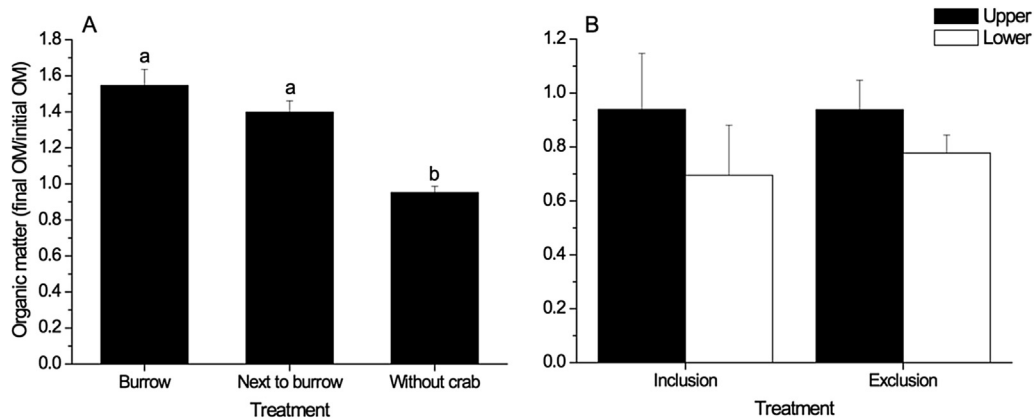 A
Organic matter (final OM/initial OM)
1.8
1.6
1.4
1.2
1.0
0.8
0.6
0.4
0.2
0.0
a
a
b
Burrow
Next to burrow
Without crab
Treatment
B
Upper
Lower
1.2
1.0
0.8
0.6
0.4
0.2
0.0
Inclusion
Exclusion
Treatment